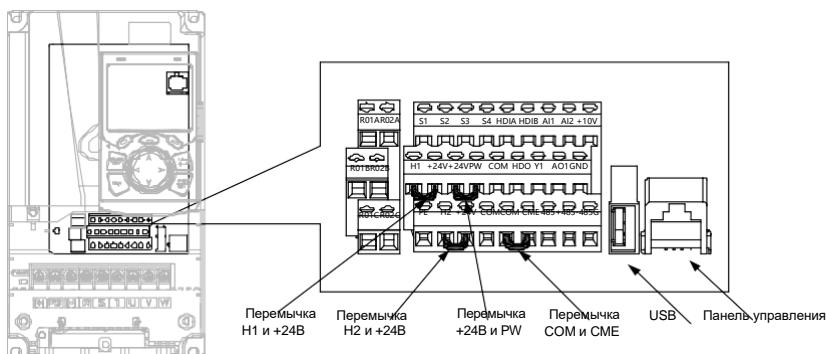 R01A R02A
S1 S2 S3 S4 HDIA HDIB AI1 AI2 +10V
R01B R02B
H1 +24V +24V PW COM HDO Y1 AO1 GND
R01C R02C
PE H2 +24V COM COM CME 485+ 485- 485G
Перемычка
H1 и +24В
Перемычка
H2 и +24В
Перемычка
+24В и PW
Перемычка
COM и CME
USB
Панель управления